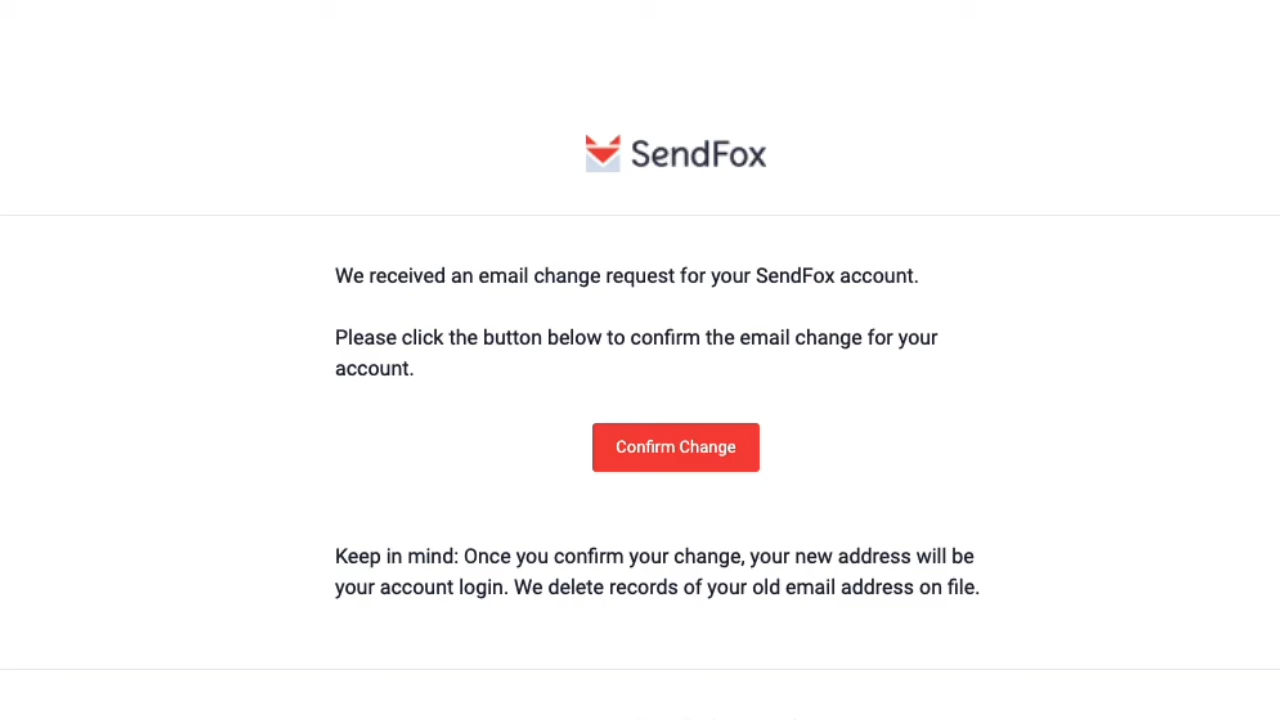 SendFox
We received an email change request for your SendFox account.
Please click the button below to confirm the email change for your
account.
Confirm Change
Keep in mind: Once you confirm your change, your new address will be
your account login. We delete records of your old email address on file.